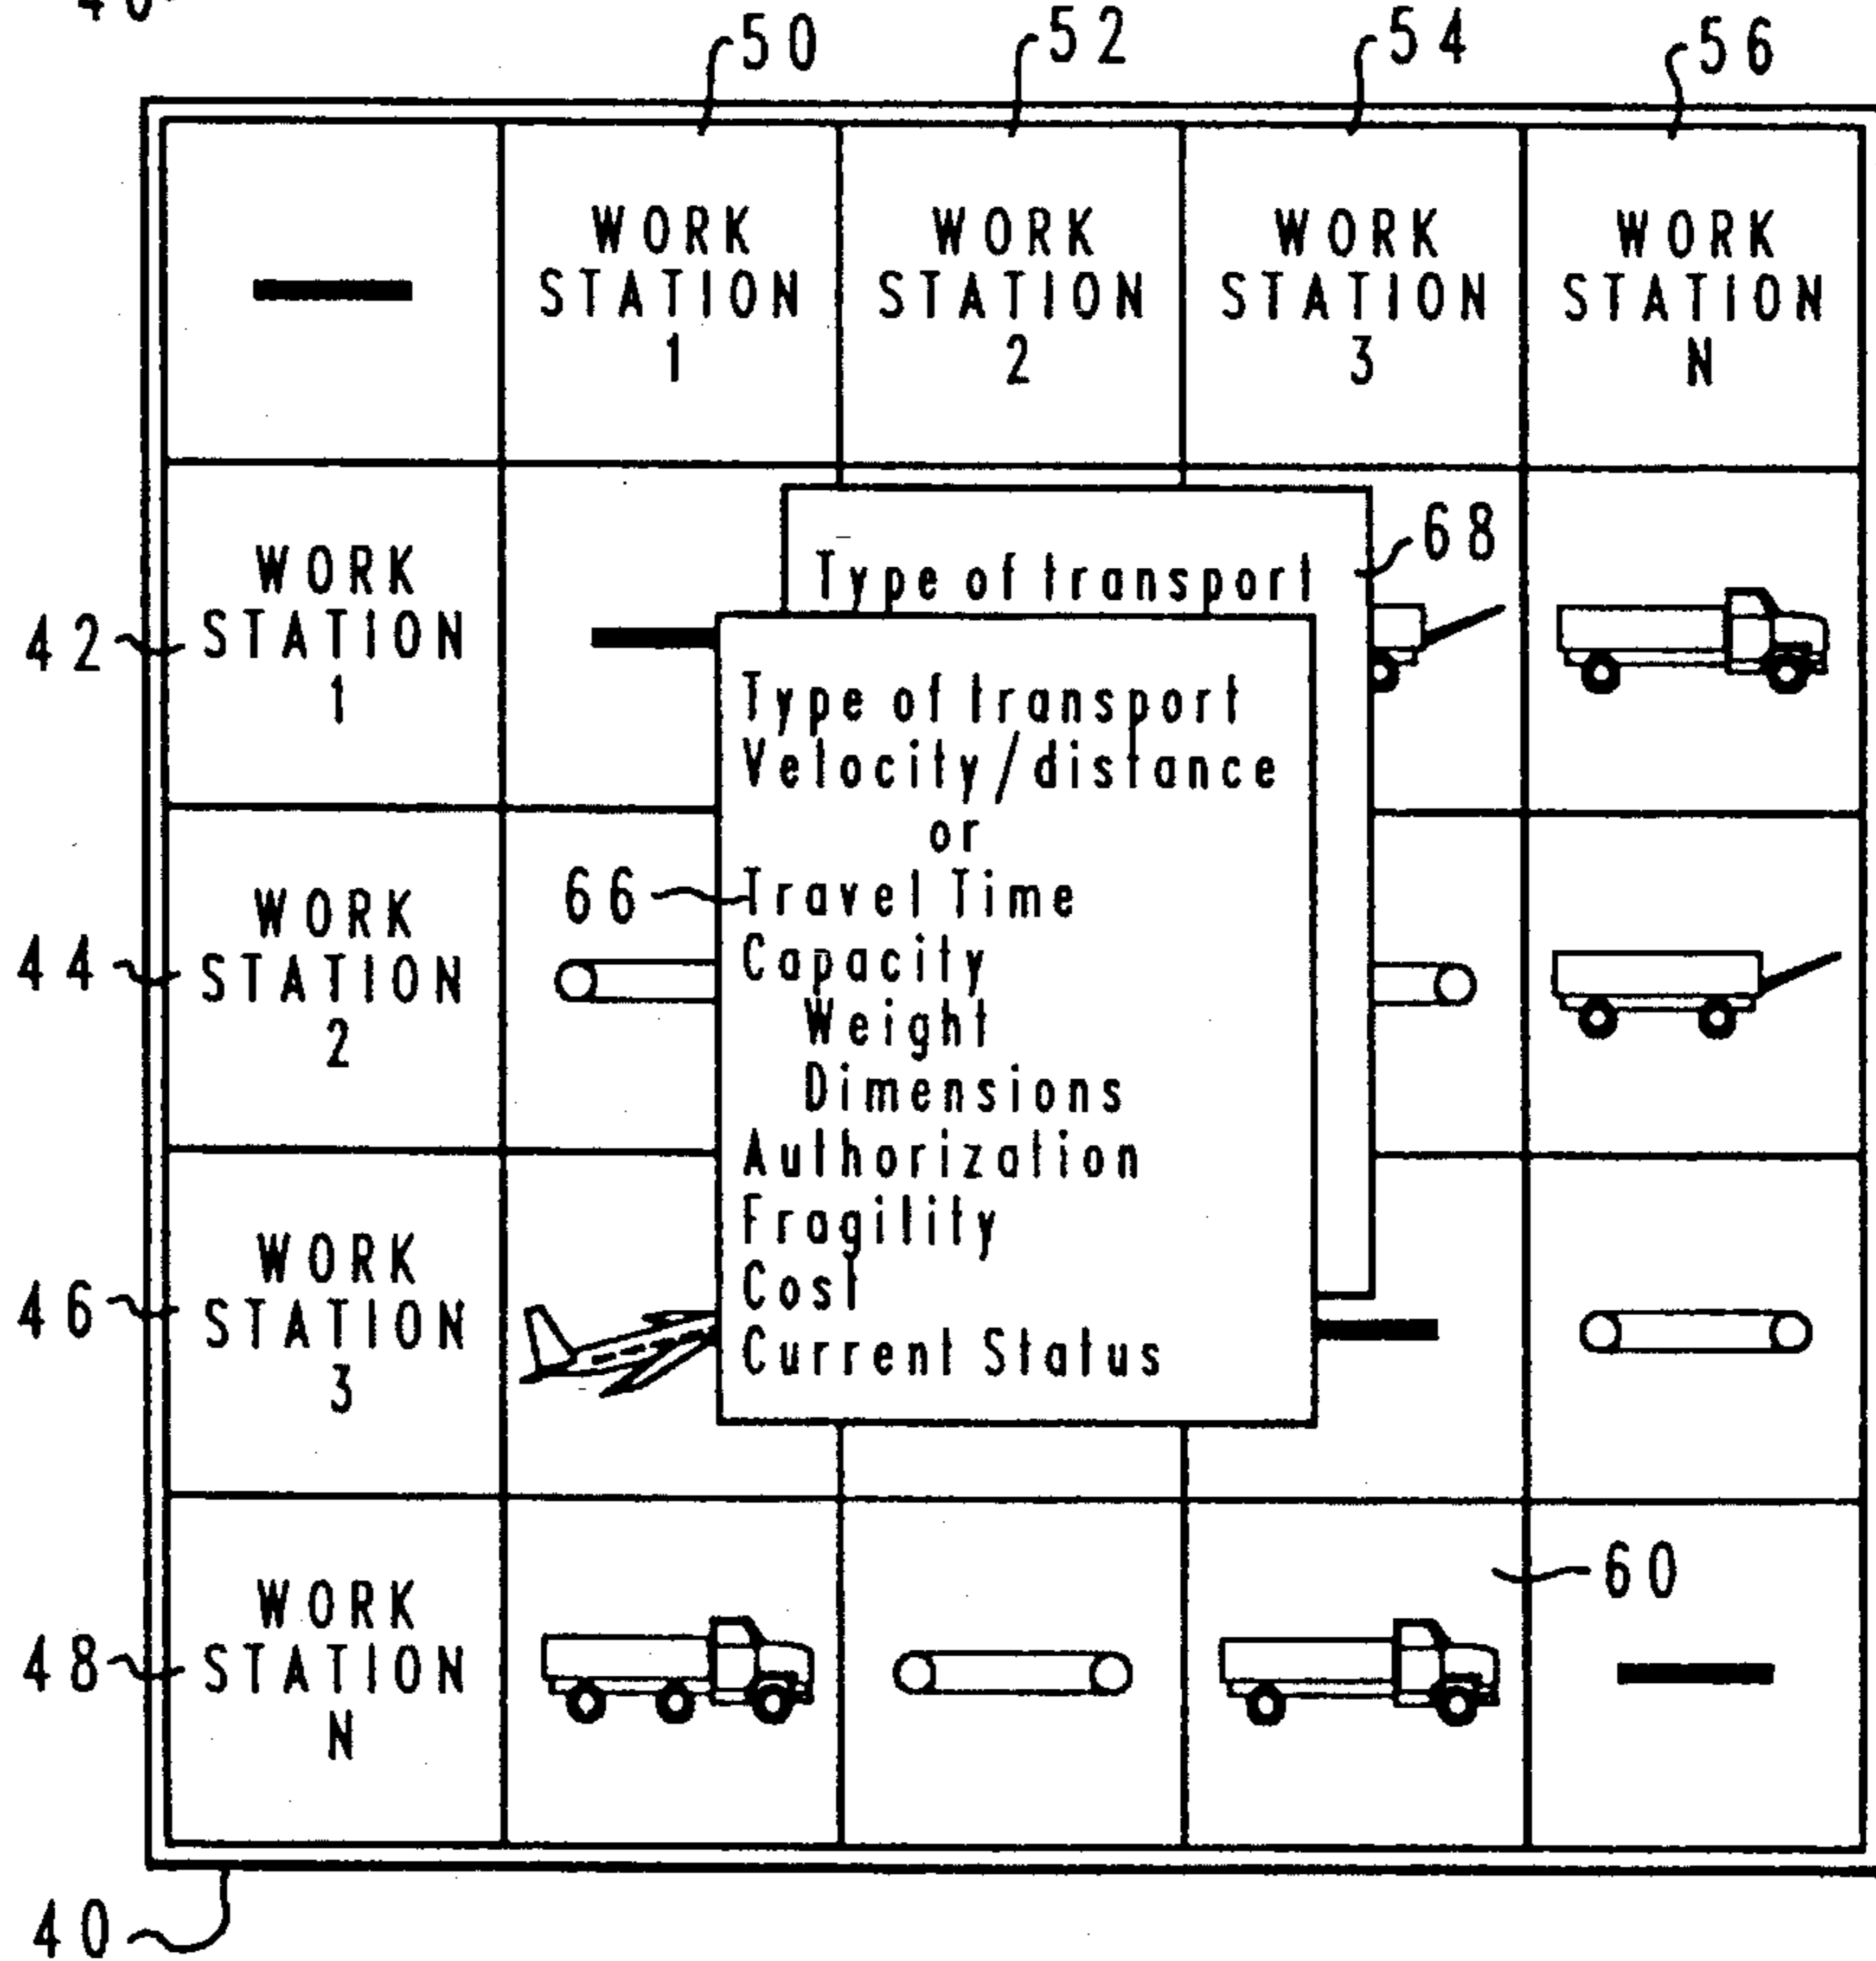 50 52 54 56
WORK STATION 1
WORK STATION 2
WORK STATION 3
WORK STATION N
68
Type of transport
42
WORK STATION 1
Type of transport
Velocity/distance
or
66
Travel Time
Capacity
Weight
Dimensions
Authorization
Fragility
Cost
Current Status
44
WORK STATION 2
46
WORK STATION 3
60
48
WORK STATION N
40